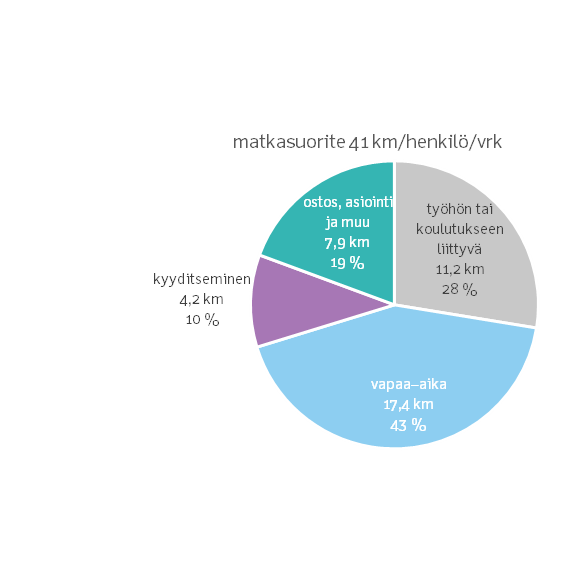 matkasuorite 41 km/henkilö/vrk
ostos, asiointi
ja muu
7,9 km
19 %
työhön tai
koulutukseen
liittyvä
11,2 km
28 %
kyyditseminen
4,2 km
10 %
vapaa–aika
17,4 km
43 %